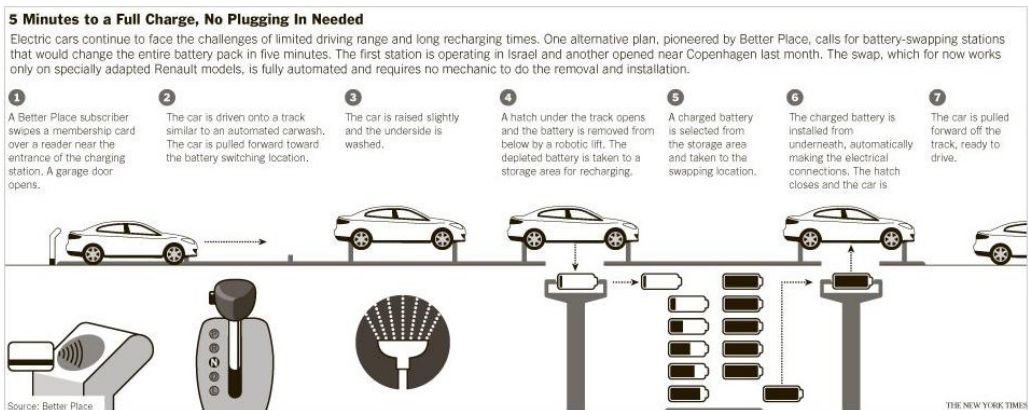 5 Minutes to a Full Charge, No Plugging In Needed
Electric cars continue to face the challenges of limited driving range and long recharging times. One alternative plan, pioneered by Better Place, calls for battery-swapping stations
that would change the entire battery pack in five minutes. The first station is operating in Israel and another opened near Copenhagen last month. The swap, which for now works
only on specially adapted Renault models, is fully automated and requires no mechanic to do the removal and installation.
1
A Better Place subscriber
swipes a membership card
over a reader near the
entrance of the charging
station. A garage door
opens.
2
The car is driven onto a track
similar to an automated carwash.
The car is pulled forward toward
the battery switching location.
3
The car is raised slightly
and the underside is
washed.
4
A hatch under the track opens
and the battery is removed from
below by a robotic lift. The
depleted battery is taken to a
storage area for recharging.
5
A charged battery
is selected from
the storage area
and taken to the
swapping location.
6
The charged battery is
installed from
underneath, automatically
making the electrical
connections. The hatch
closes and the car is
7
The car is pulled
forward off the
track, ready to
drive.
P
R
N
D
L
Source: Better Place
THE NEW YORK TIMES